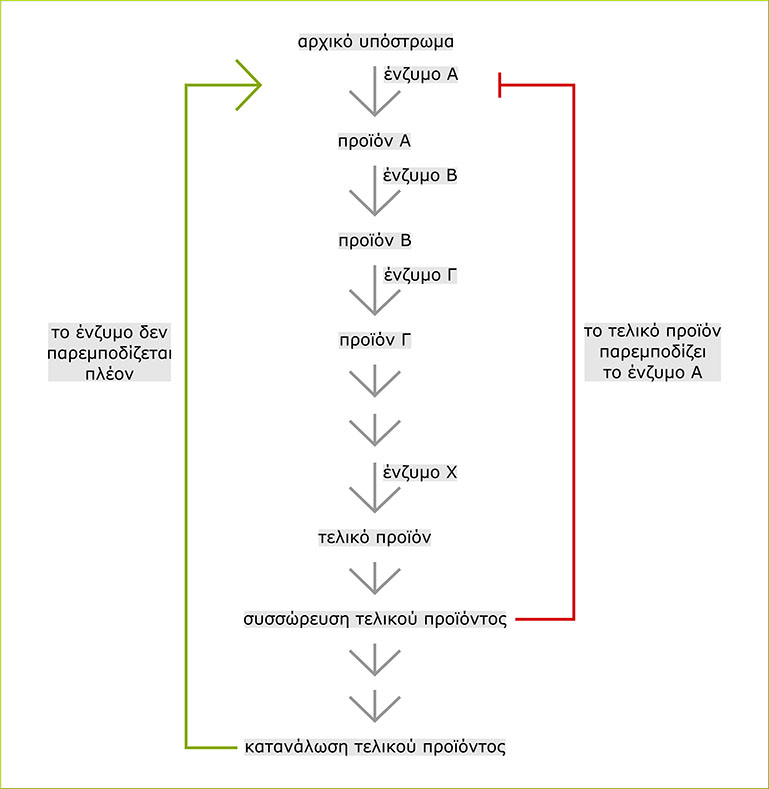 αρχικό υπόστρωμα
ένζυμο Α
προϊόν Α
ένζυμο Β
προϊόν Β
ένζυμο Γ
προϊόν Γ
το ένζυμο δεν
παρεμποδίζεται
πλέον
το τελικό προϊόν
παρεμποδίζει
το ένζυμο Α
ένζυμο Χ
τελικό προϊόν
συσσώρευση τελικού προϊόντος
κατανάλωση τελικού προϊόντος